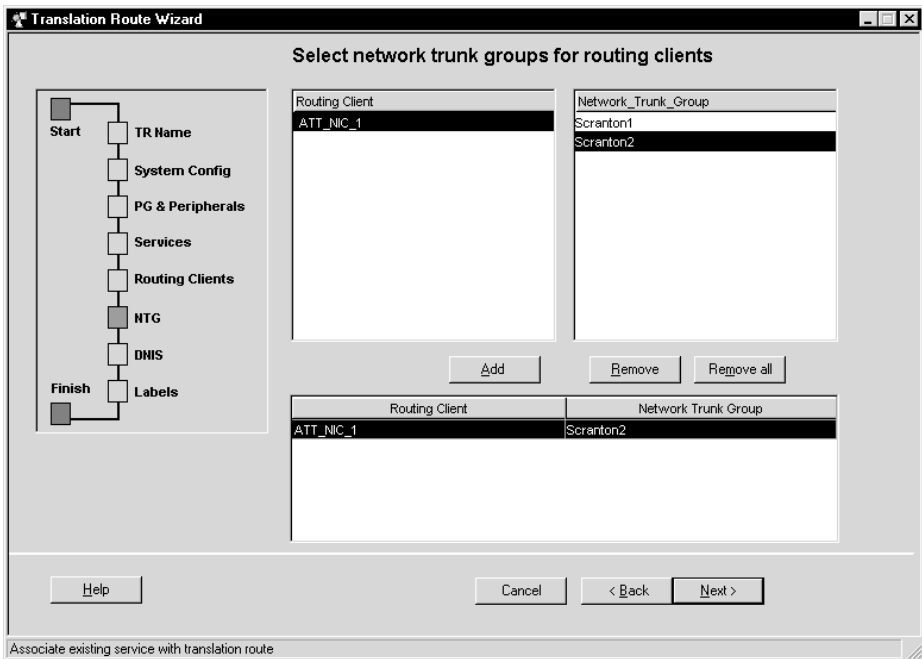 Translation Route Wizard
Select network trunk groups for routing clients
Start
TR Name
System Config
PG & Peripherals
Services
Routing Clients
NTG
DNIS
Finish
Labels
Routing Client
ATT_NIC_1
Network_Trunk_Group
Scranton1
Scranton2
Add
Remove
Remove all
Routing Client Network Trunk Group
ATT_NIC_1 Scranton2
Help
Cancel
< Back
Next >
Associate existing service with translation route